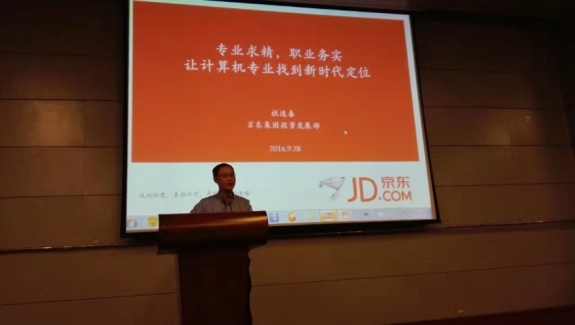 专业求精，职业务实
让计算机专业找到新时代定位
京东集团投资发展部
2016.9.28
京东
JD.COM